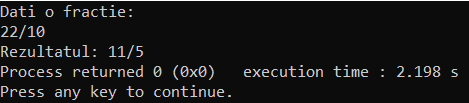 Dati o fractie:
22/10
Rezultatul: 11/5
Process returned 0 (0x0)   execution time : 2.198 s
Press any key to continue.